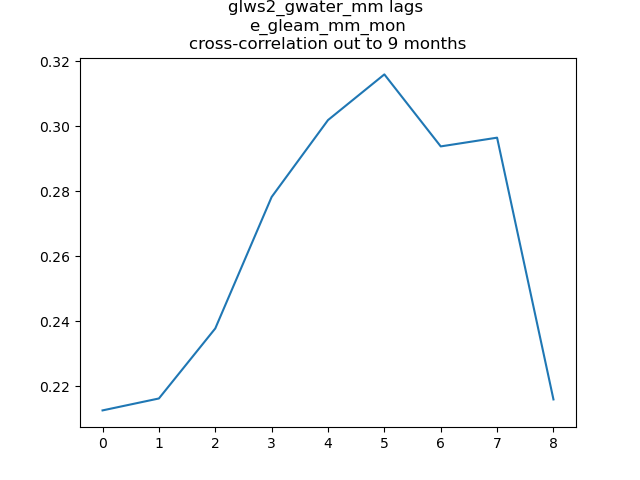 glws2_gwater_mm lags
e_gleam_mm_mon
cross-correlation out to 9 months
0.32
0.30
0.28
0.26
0.24
0.22
0 1 2 3 4 5 6 7 8